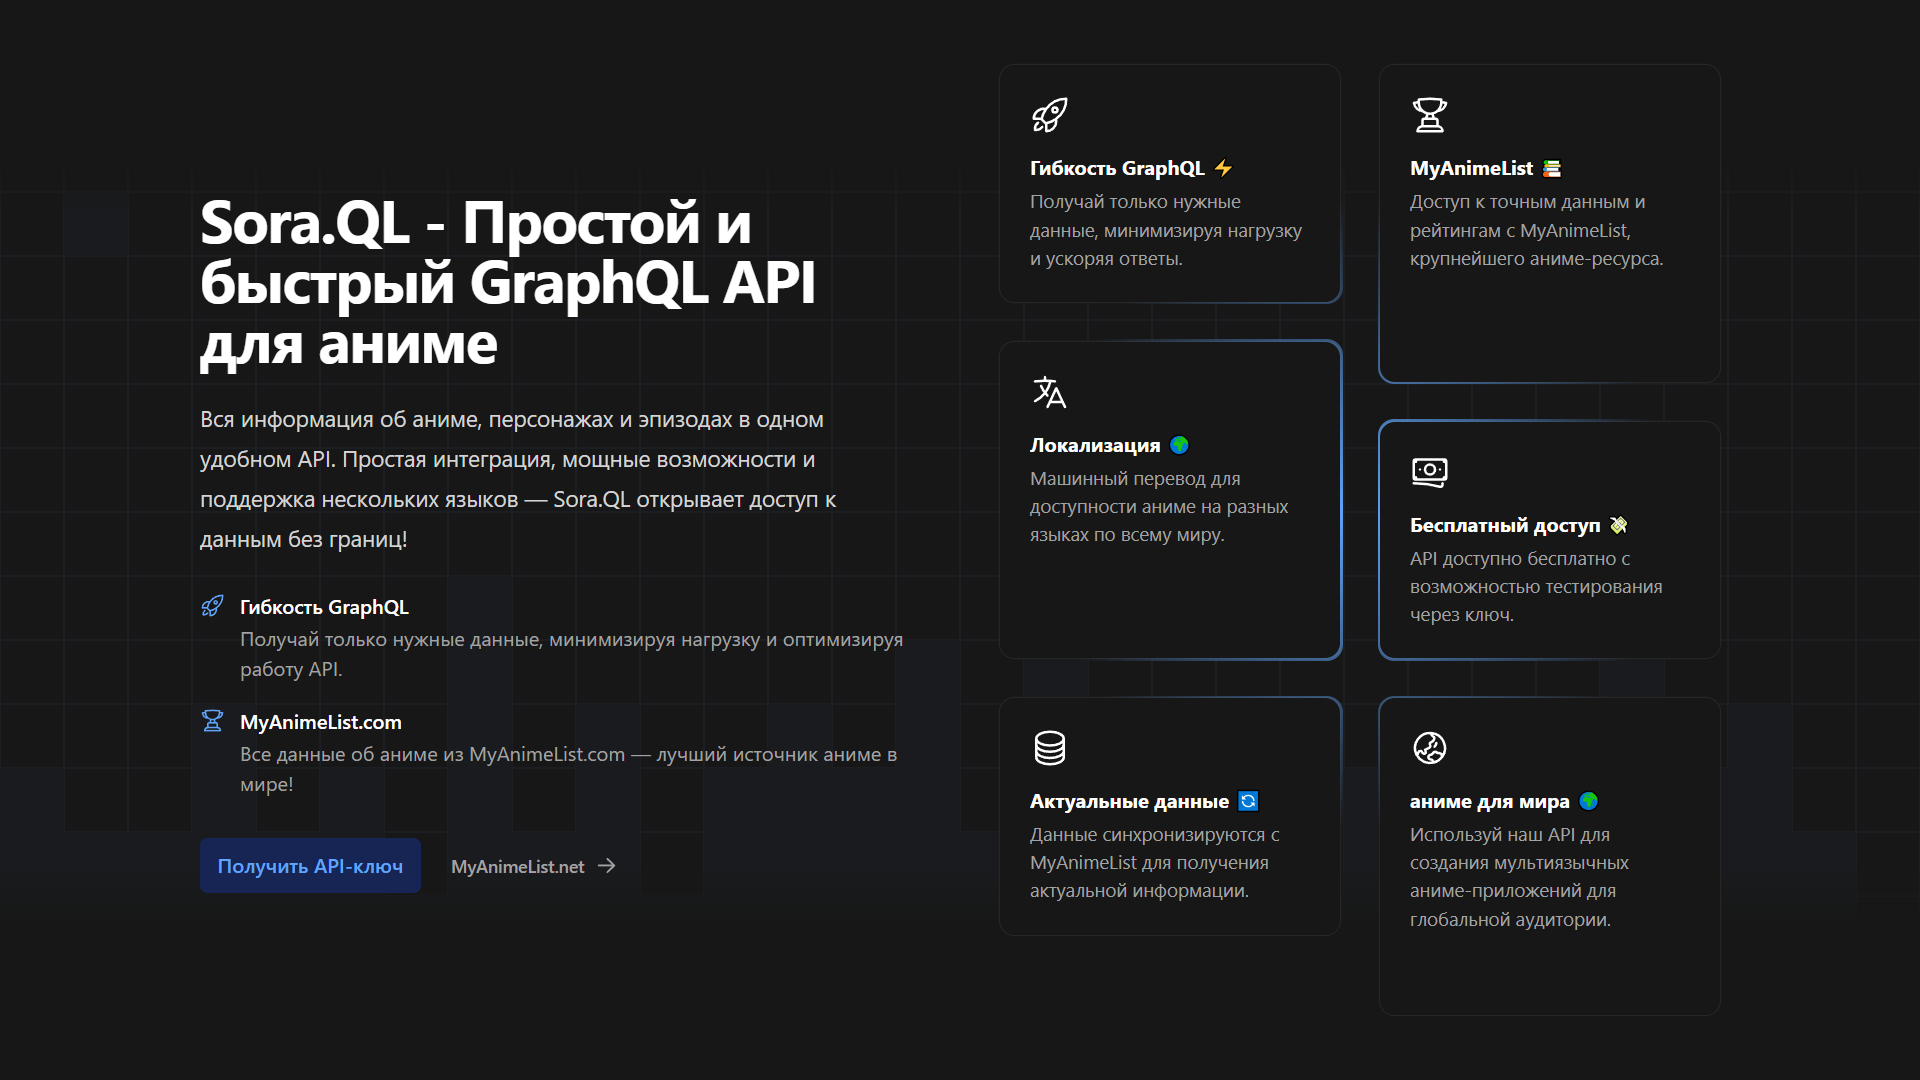 Sora.QL - Простой и
быстрый GraphQL API
для аниме
Вся информация об аниме, персонажах и эпизодах в одном
удобном API. Простая интеграция, мощные возможности и
поддержка нескольких языков — Sora.QL открывает доступ к
данным без границ!
Гибкость GraphQL
Получай только нужные данные, минимизируя нагрузку и оптимизируя
работу API.
MyAnimeList.com
Все данные об аниме из MyAnimeList.com — лучший источник аниме в
мире!
Получить API-ключ
MyAnimeList.net →
Гибкость GraphQL ⚡
Получай только нужные
данные, минимизируя нагрузку
и ускоряя ответы.
MyAnimeList 📚
Доступ к точным данным и
рейтингам с MyAnimeList,
крупнейшего аниме-ресурса.
Локализация 🌍
Машинный перевод для
доступности аниме на разных
языках по всему миру.
Бесплатный доступ 💸
API доступно бесплатно с
возможностью тестирования
через ключ.
Актуальные данные 🔄
Данные синхронизируются с
MyAnimeList для получения
актуальной информации.
аниме для мира 🌍
Используй наш API для
создания мультиязычных
аниме-приложений для
глобальной аудитории.